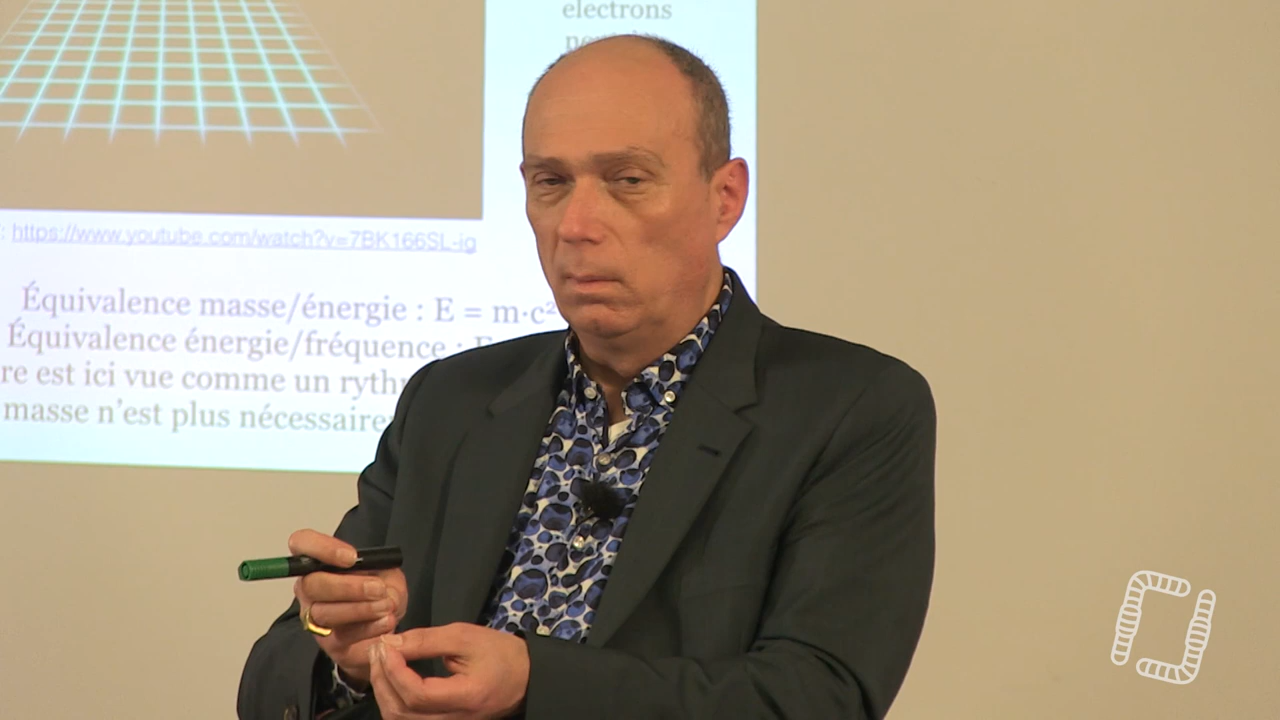 electrons
: https://www.youtube.com/watch?v=7BK166SL-ig
Équivalence masse/énergie : E = m·c²
Équivalence énergie/fréquence : E
re est ici vue comme un ryth
masse n'est plus nécessaire